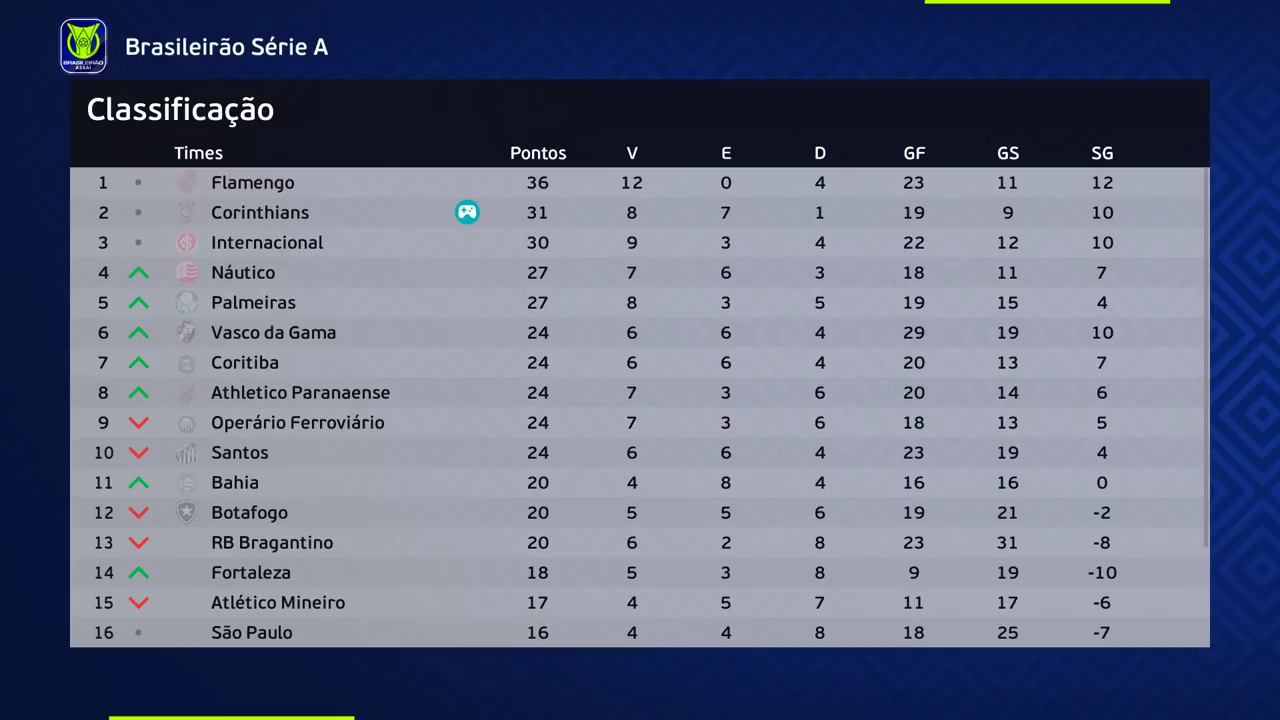 BRASILEIRÃO
ASSAÍ
Brasileirão Série A
Classificação
Times Pontos V E D GF GS SG
1 Flamengo 36 12 0 4 23 11 12
2 Corinthians 31 8 7 1 19 9 10
3 Internacional 30 9 3 4 22 12 10
4 Náutico 27 7 6 3 18 11 7
5 Palmeiras 27 8 3 5 19 15 4
6 Vasco da Gama 24 6 6 4 29 19 10
7 Coritiba 24 6 6 4 20 13 7
8 Athletico Paranaense 24 7 3 6 20 14 6
9 Operário Ferroviário 24 7 3 6 18 13 5
10 Santos 24 6 6 4 23 19 4
11 Bahia 20 4 8 4 16 16 0
12 Botafogo 20 5 5 6 19 21 -2
13 RB Bragantino 20 6 2 8 23 31 -8
14 Fortaleza 18 5 3 8 9 19 -10
15 Atlético Mineiro 17 4 5 7 11 17 -6
16 São Paulo 16 4 4 8 18 25 -7